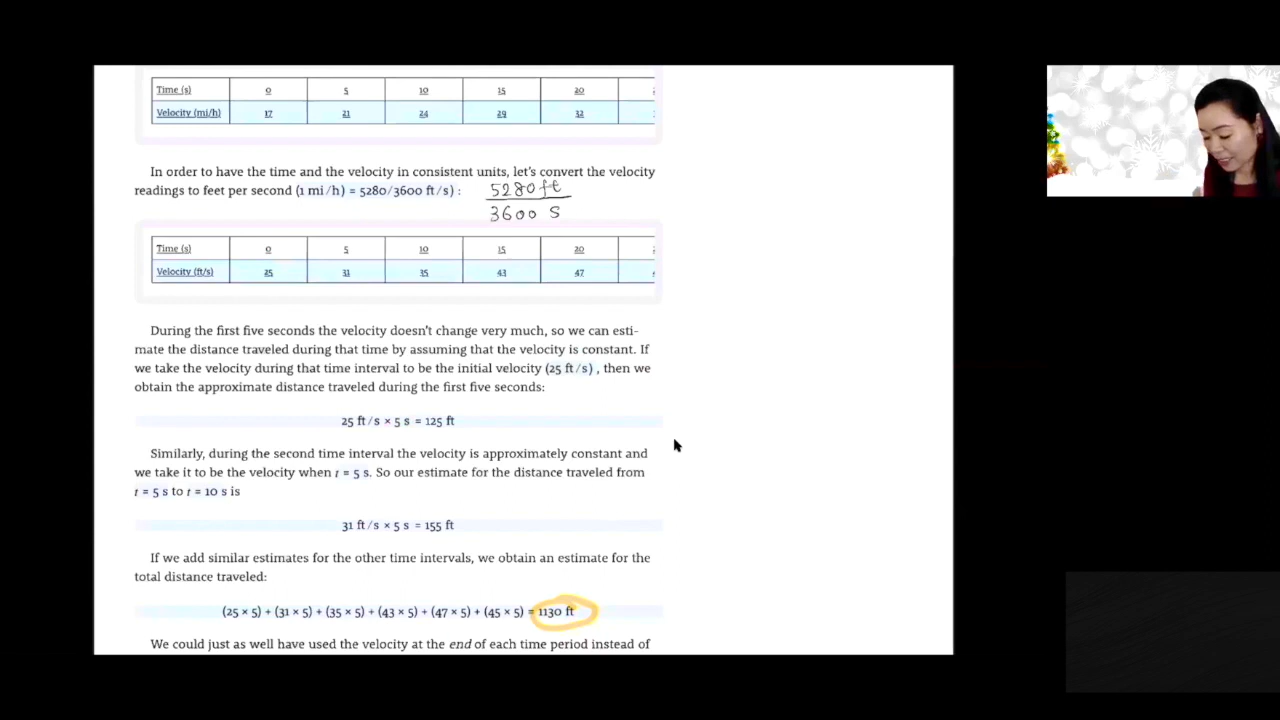 Time (s) 0 5 10 15 20
Velocity (mi/h) 17 21 24 29 32
In order to have the time and the velocity in consistent units, let's convert the velocity
readings to feet per second (1 mi/h) = 5280/3600 ft/s) :
5280 ft
3600 s
Time (s) 0 5 10 15 20
Velocity (ft/s) 25 31 35 43 47
During the first five seconds the velocity doesn't change very much, so we can esti-
mate the distance traveled during that time by assuming that the velocity is constant. If
we take the velocity during that time interval to be the initial velocity (25 ft/s) , then we
obtain the approximate distance traveled during the first five seconds:
25 ft/s × 5 s = 125 ft
Similarly, during the second time interval the velocity is approximately constant and
we take it to be the velocity when t = 5 s. So our estimate for the distance traveled from
t = 5 s to t = 10 s is
31 ft/s × 5 s = 155 ft
If we add similar estimates for the other time intervals, we obtain an estimate for the
total distance traveled:
(25 × 5) + (31 × 5) + (35 × 5) + (43 × 5) + (47 × 5) + (45 × 5) = 1130 ft
We could just as well have used the velocity at the end of each time period instead of